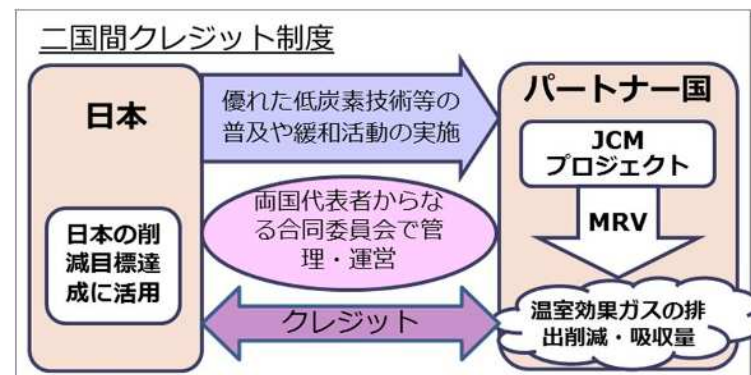 二国間クレジット制度
日本
優れた低炭素技術等の
普及や緩和活動の実施
パートナー国
JCM
プロジェクト
両国代表者からな
る合同委員会で管
理・運営
MRV
日本の削
減目標達
成に活用
クレジット
温室効果ガスの排
出削減・吸収量